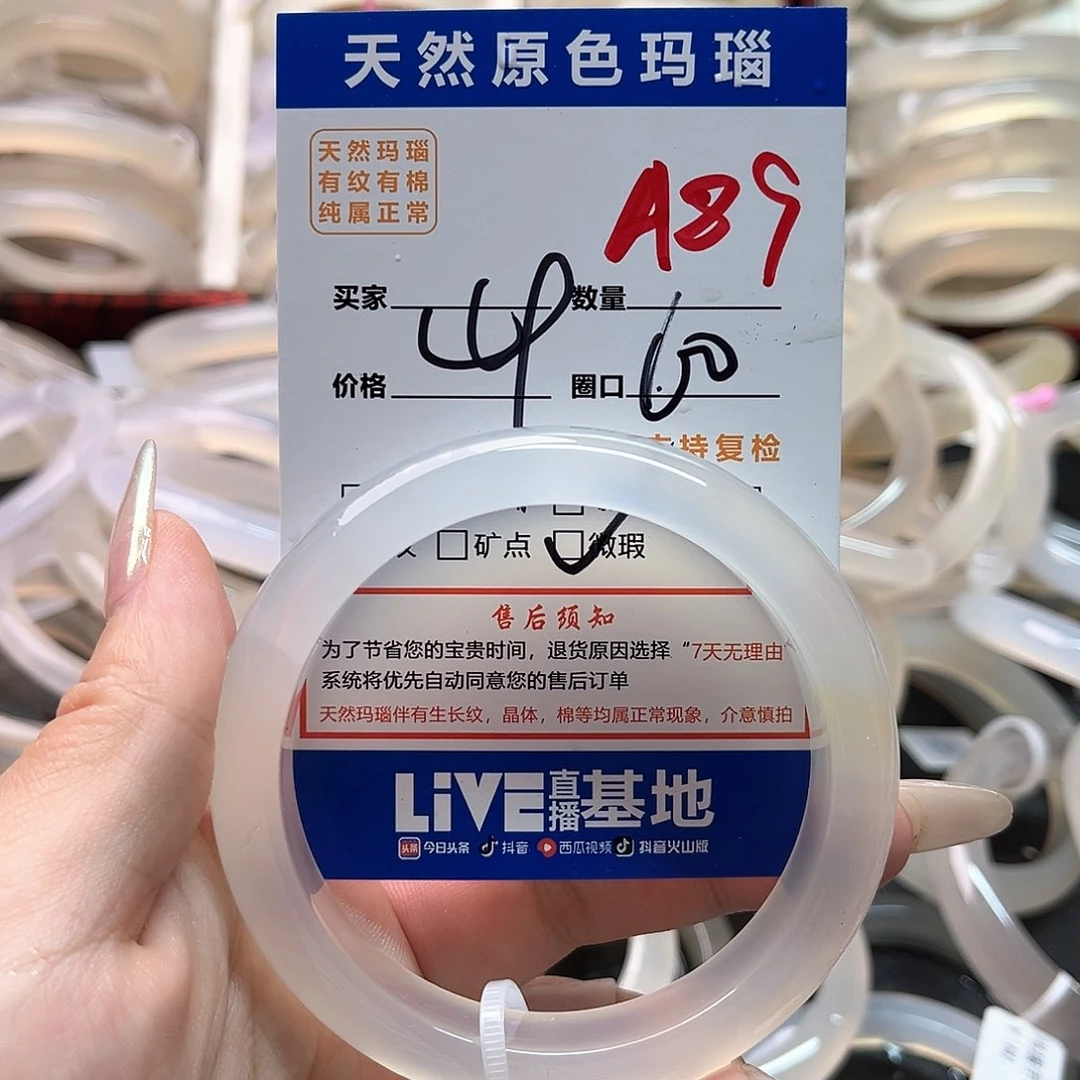 天然原色玛瑙
天然玛瑙
有纹有棉
纯属正常
A89
买家 数量
价格 4 圈口 60
持复检
矿点 微瑕
售后须知
为了节省您的宝贵时间，退货原因选择“7天无理由
系统将优先自动同意您的售后订单
天然玛瑙伴有生长纹，晶体，棉等均属正常现象，介意慎拍
LiVE直播基地
头条 今日头条 抖音 西瓜视频 抖音火山版